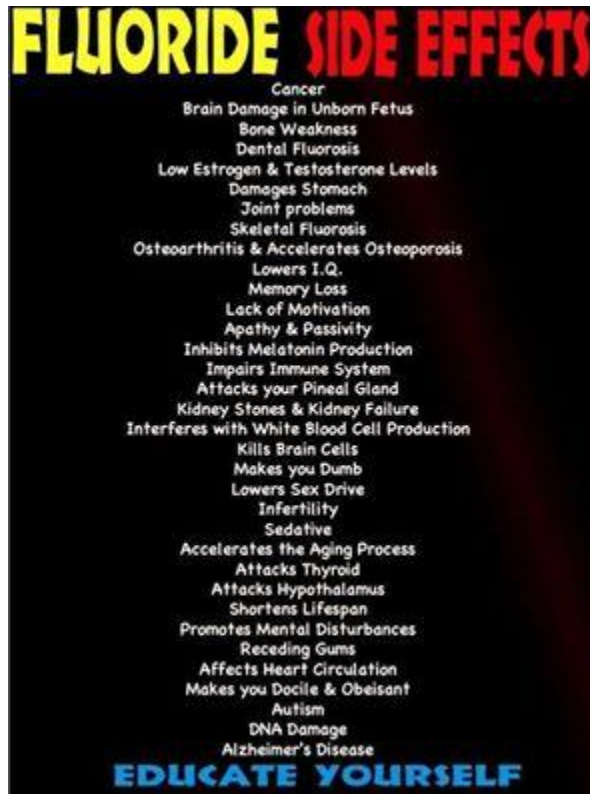 FLUORIDE SIDE EFFECTS
Cancer
Brain Damage in Unborn Fetus
Bone Weakness
Dental Fluorosis
Low Estrogen & Testosterone Levels
Damages Stomach
Joint problems
Skeletal Fluorosis
Osteoarthritis & Accelerates Osteoporosis
Lowers I.Q.
Memory Loss
Lack of Motivation
Apathy & Passivity
Inhibits Melatonin Production
Impairs Immune System
Attacks your Pineal Gland
Kidney Stones & Kidney Failure
Interferes with White Blood Cell Production
Kills Brain Cells
Makes you Dumb
Lowers Sex Drive
Infertility
Sedative
Accelerates the Aging Process
Attacks Thyroid
Attacks Hypothalamus
Shortens Lifespan
Promotes Mental Disturbances
Receding Gums
Affects Heart Circulation
Makes you Docile & Obeisant
Autism
DNA Damage
Alzheimer's Disease
EDUCATE YOURSELF